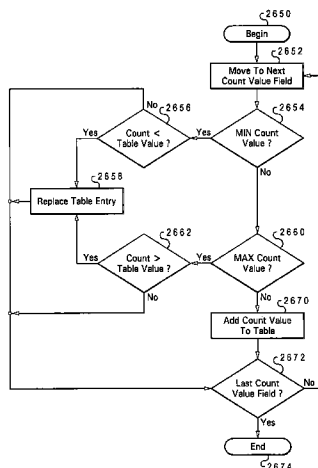 2650
Begin
2652
Move To Next
Count Value Field
No
2656
2654
Count <
Table Value ?
Yes
Yes
MIN Count
Value ?
2658
No
Replace Table Entry
2662
2660
Yes
Count >
Table Value ?
Yes
MAX Count
Value ?
No
No
2670
Add Count Value
To Table
2672
Last Count
Value Field ?
No
Yes
End
2674